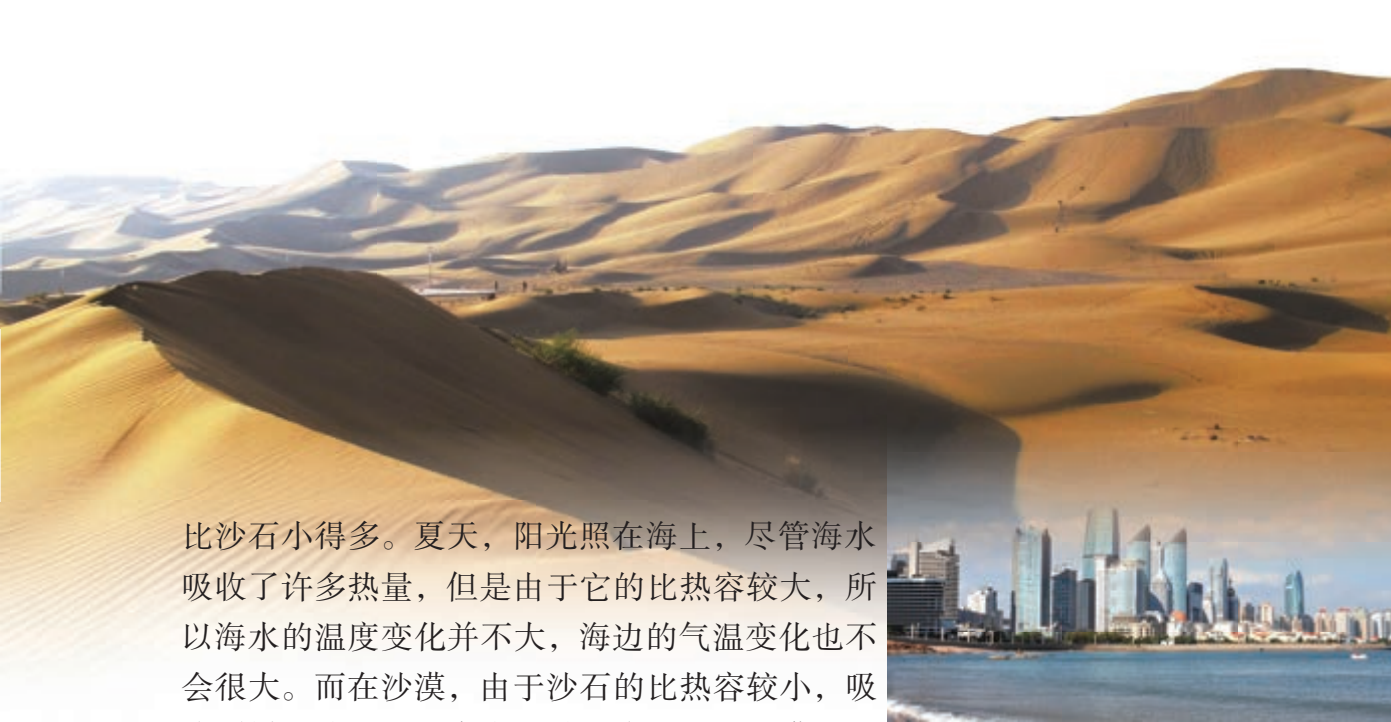 比沙石小得多。夏天，阳光照在海上，尽管海水
吸收了许多热量，但是由于它的比热容较大，所
以海水的温度变化并不大，海边的气温变化也不
会很大。而在沙漠，由于沙石的比热容较小，吸